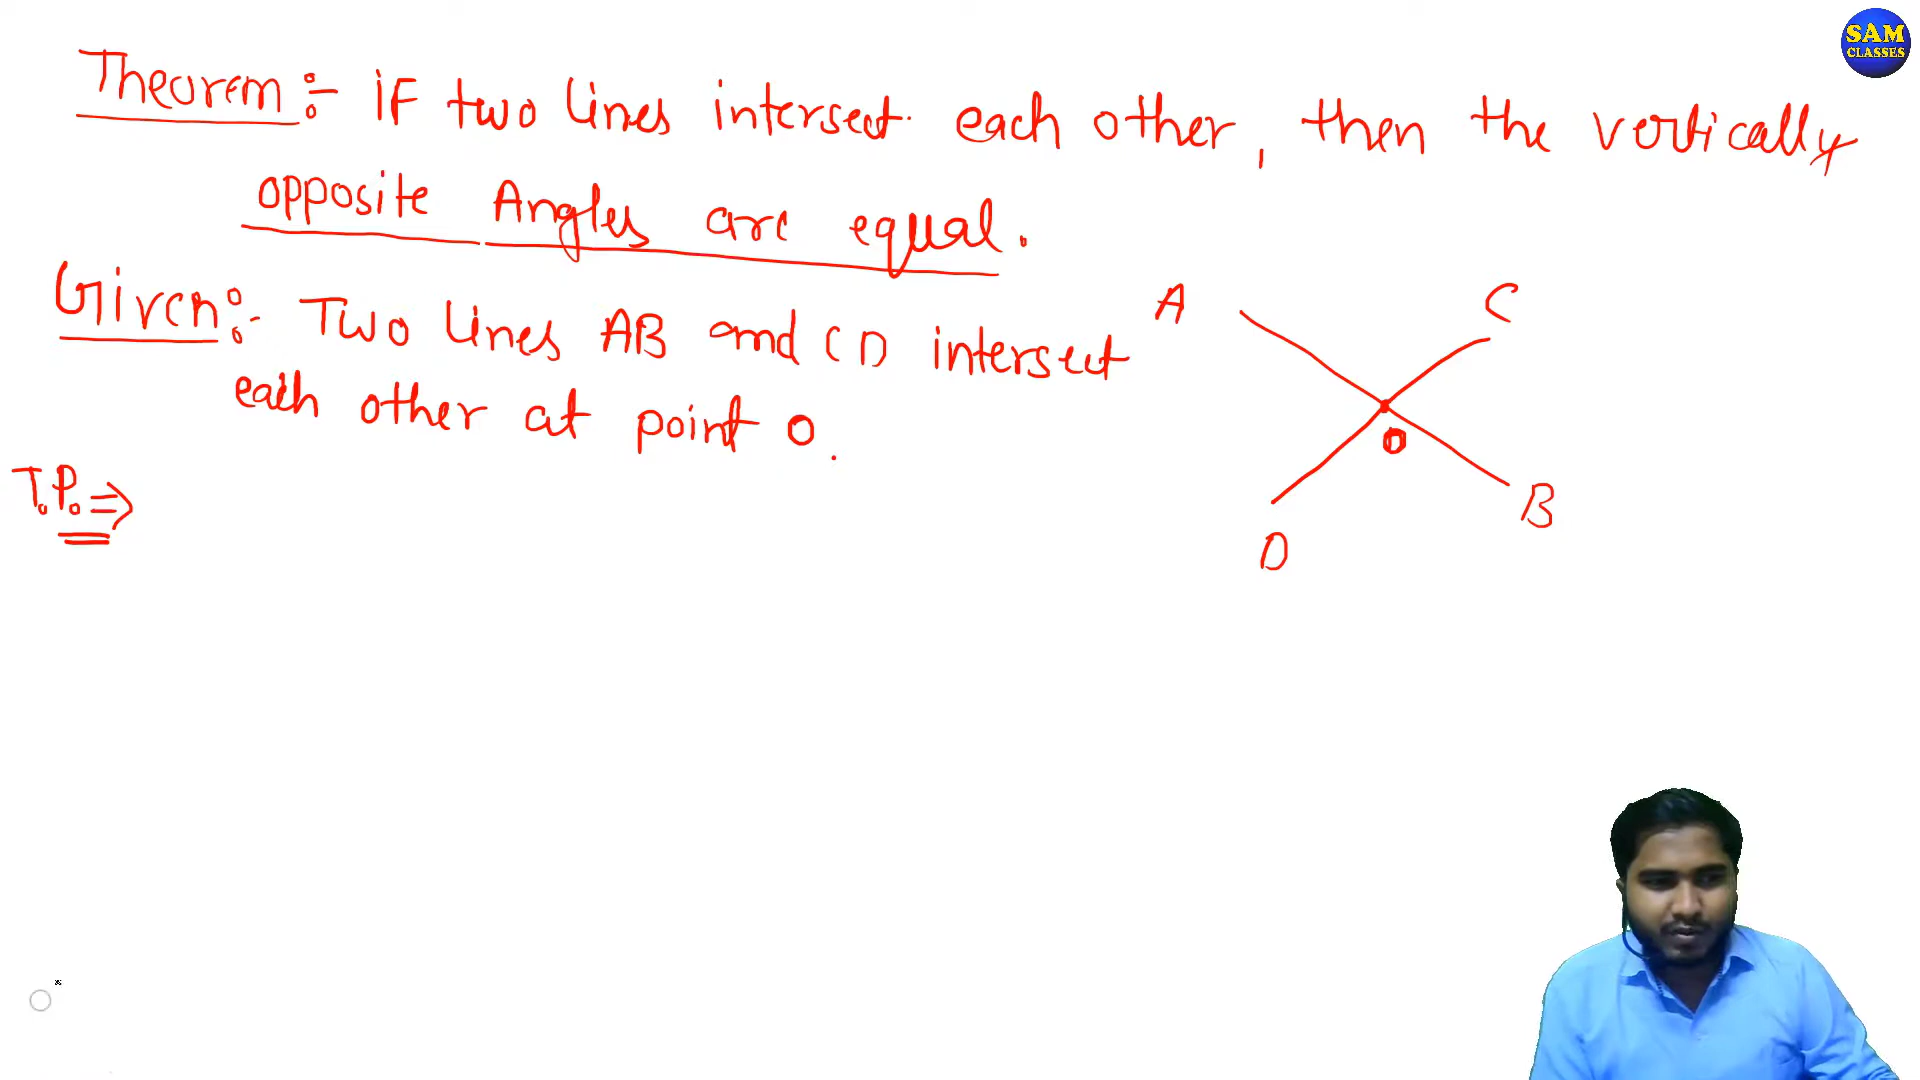 SAM
CLASSES
Theorem :- if two lines intersect each other, then the vertically
opposite Angles are equal.
Given :- Two lines AB and CD intersect
each other at point O.
T.P. ⇒
A
C
O
B
D